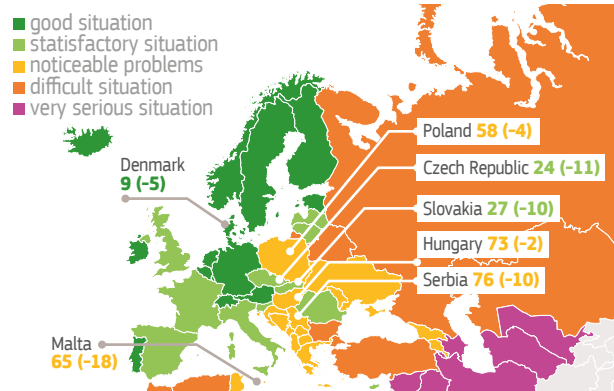 good situation
statisfactory situation
noticeable problems
difficult situation
very serious situation
Denmark
9 (-5)
Poland 58 (-4)
Czech Republic 24 (-11)
Slovakia 27 (-10)
Hungary 73 (-2)
Serbia 76 (-10)
Malta
65 (-18)